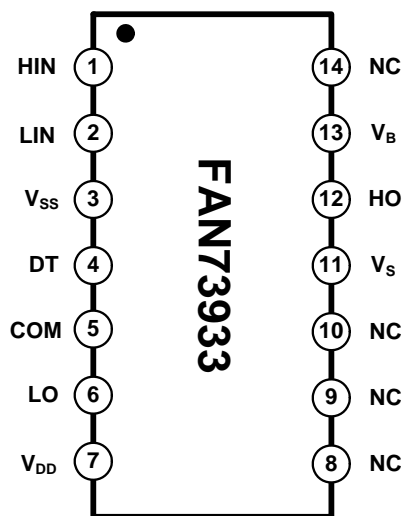 HIN 1 14 NC
LIN 2 13 VB
VSS 3 12 HO
DT 4 11 VS
COM 5 10 NC
LO 6 9 NC
VDD 7 8 NC
FAN73933